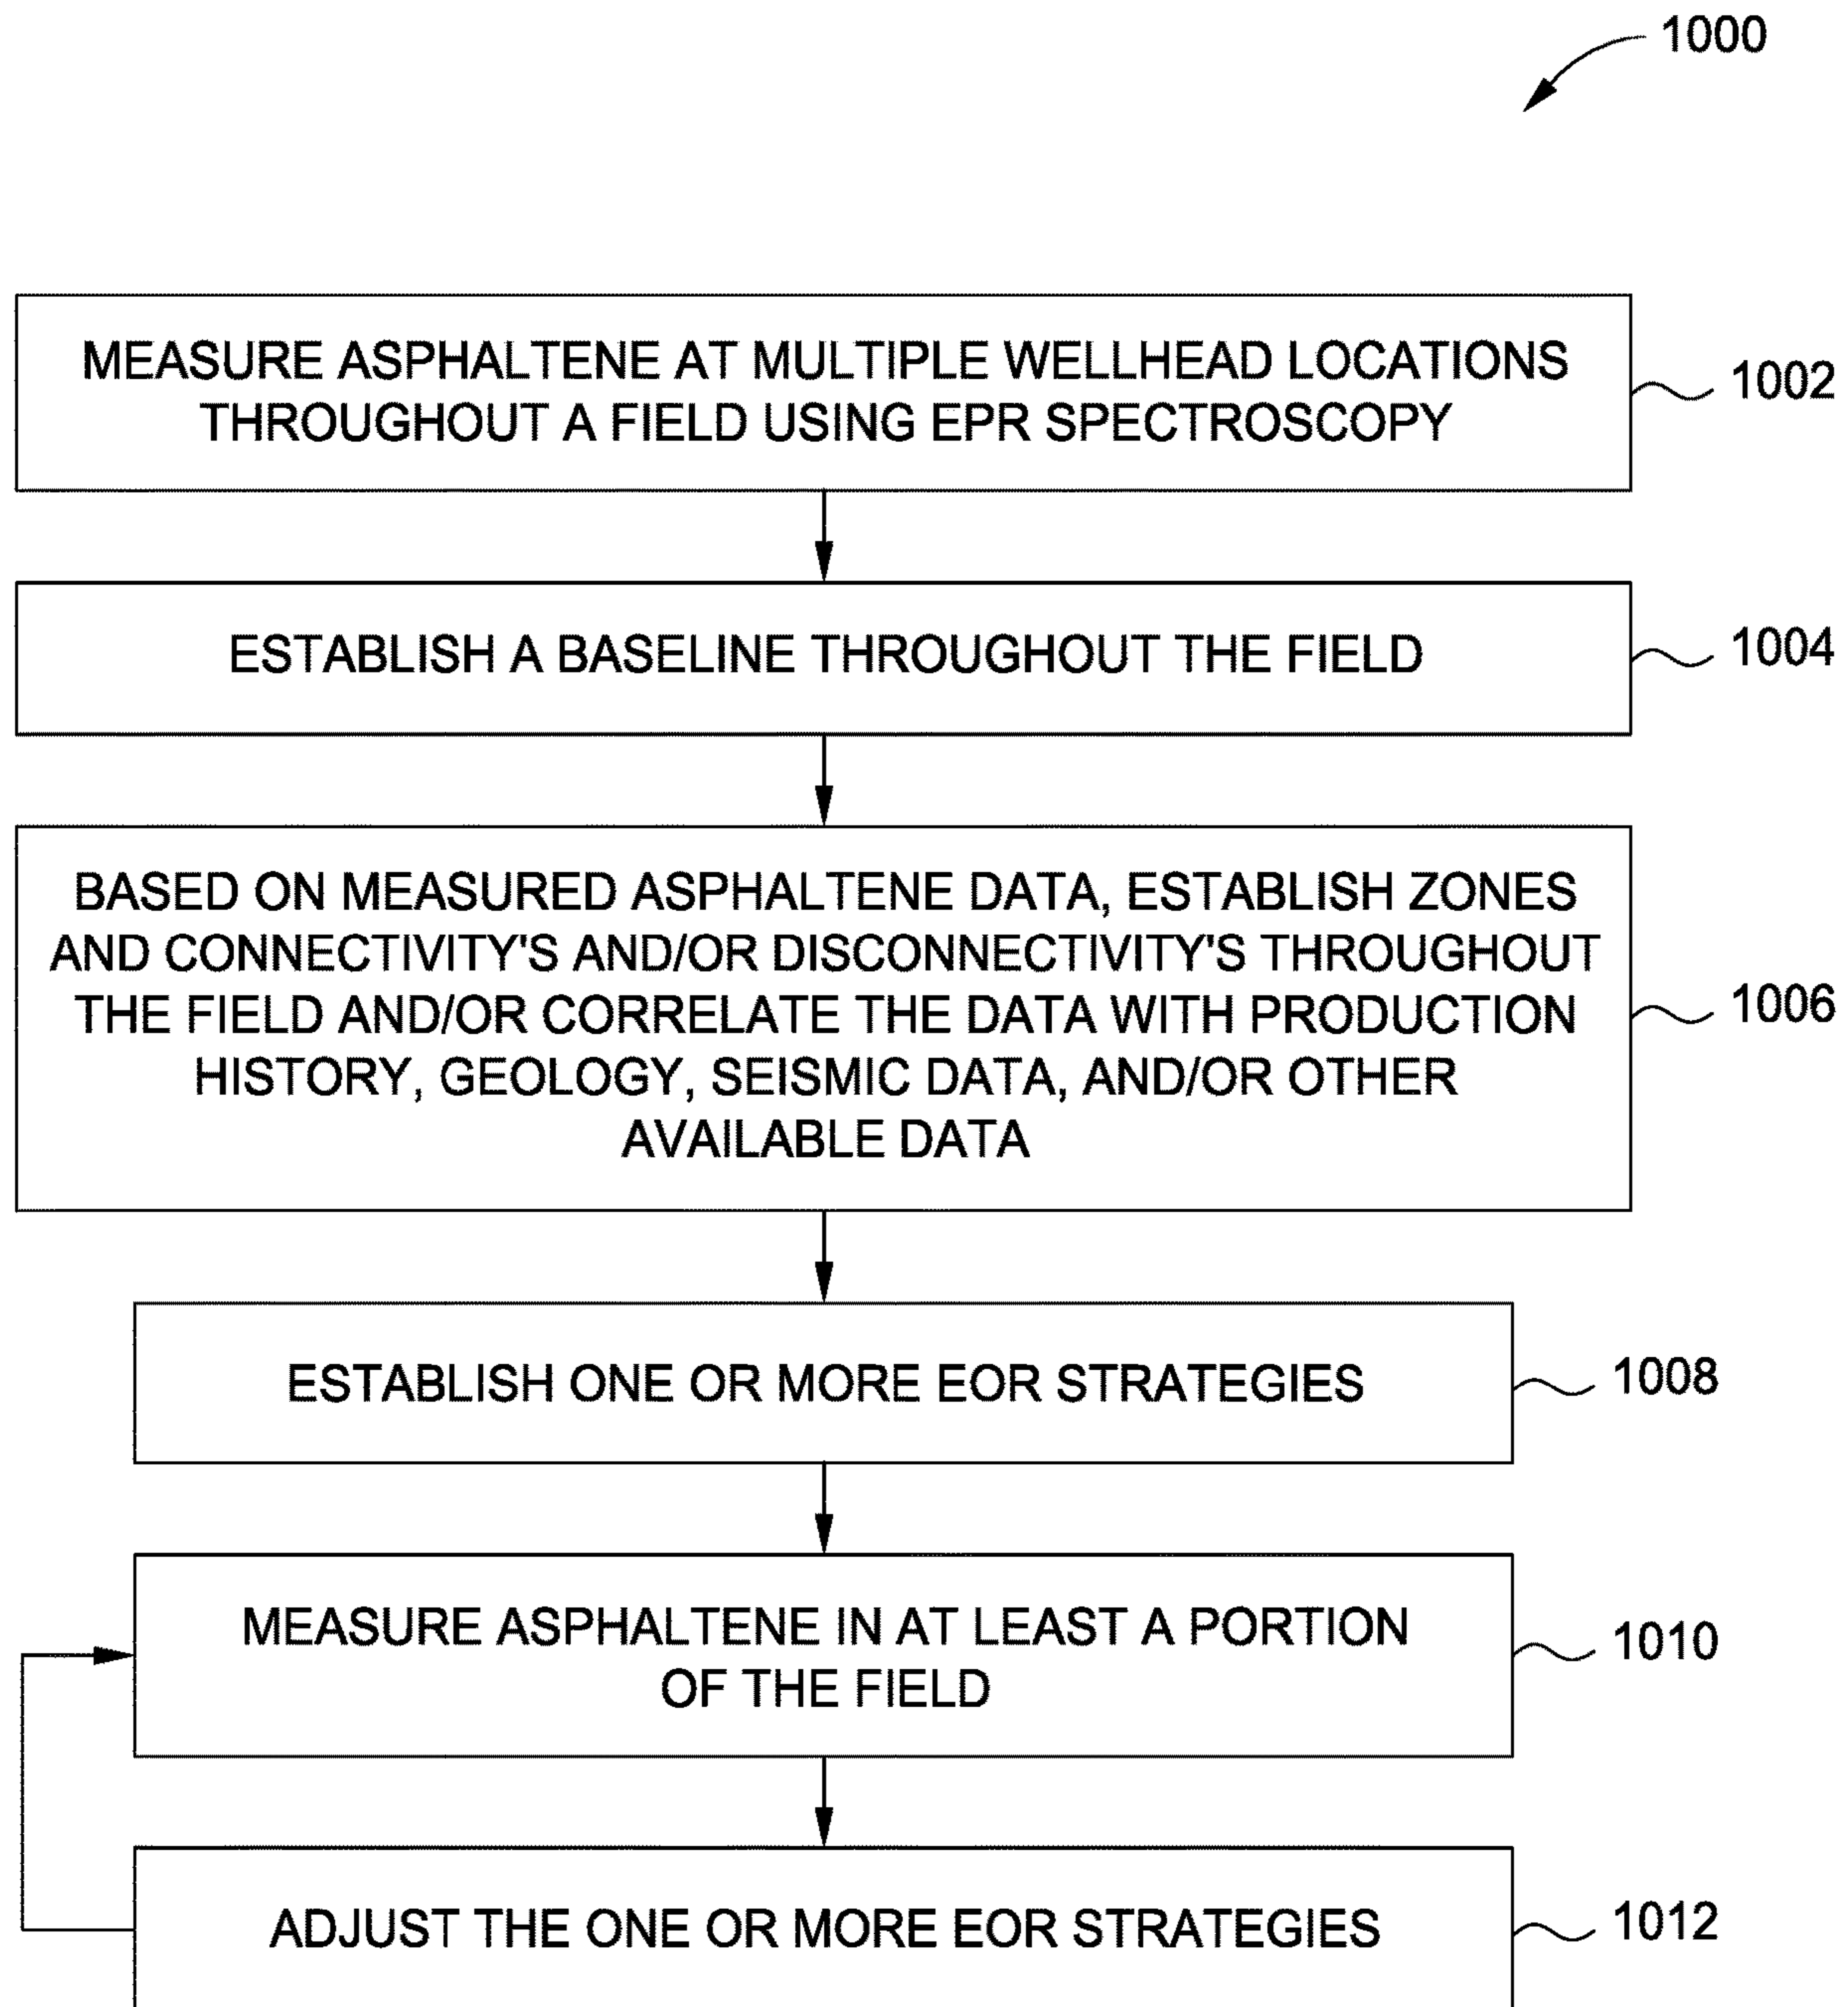 1000
MEASURE ASPHALTENE AT MULTIPLE WELLHEAD LOCATIONS
THROUGHOUT A FIELD USING EPR SPECTROSCOPY
1002
ESTABLISH A BASELINE THROUGHOUT THE FIELD
1004
BASED ON MEASURED ASPHALTENE DATA, ESTABLISH ZONES
AND CONNECTIVITY'S AND/OR DISCONNECTIVITY'S THROUGHOUT
THE FIELD AND/OR CORRELATE THE DATA WITH PRODUCTION
HISTORY, GEOLOGY, SEISMIC DATA, AND/OR OTHER
AVAILABLE DATA
1006
ESTABLISH ONE OR MORE EOR STRATEGIES
1008
MEASURE ASPHALTENE IN AT LEAST A PORTION
OF THE FIELD
1010
ADJUST THE ONE OR MORE EOR STRATEGIES
1012